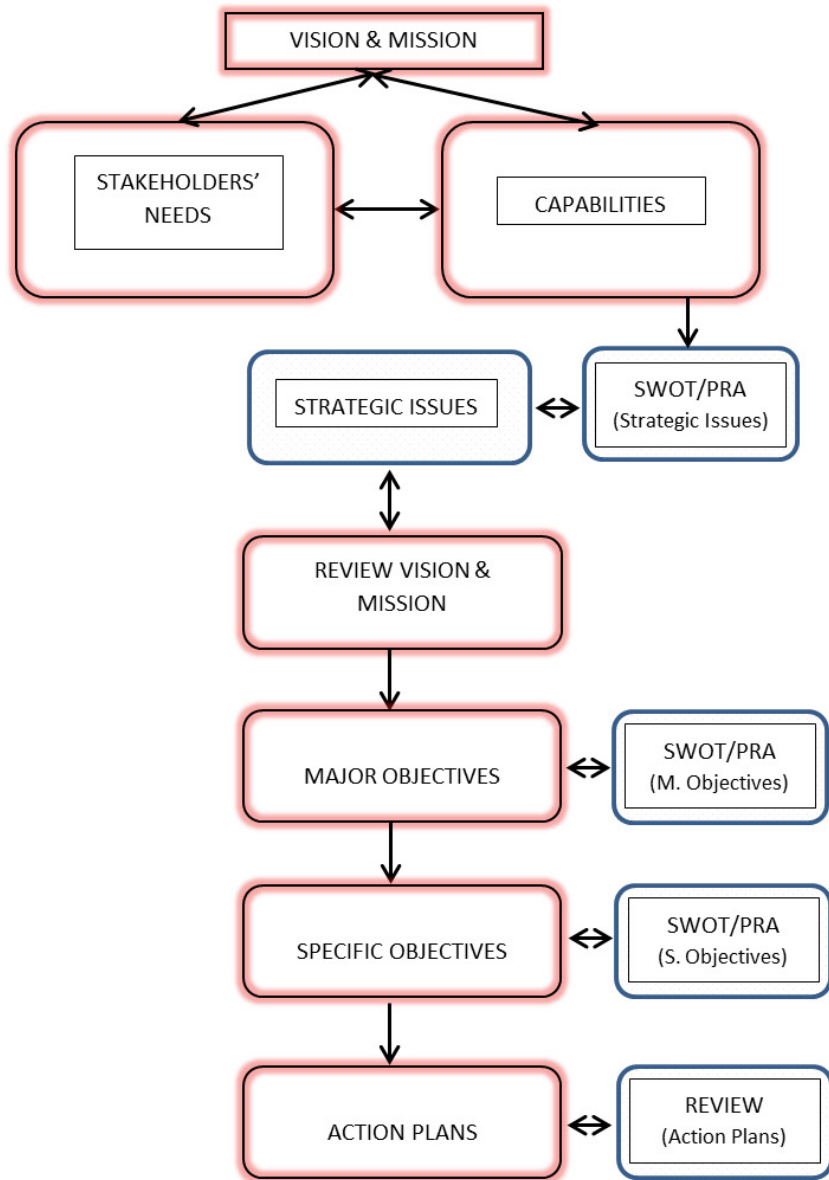 VISION & MISSION
STAKEHOLDERS'
NEEDS
CAPABILITIES
STRATEGIC ISSUES
SWOT/PRA
(Strategic Issues)
REVIEW VISION &
MISSION
MAJOR OBJECTIVES
SWOT/PRA
(M. Objectives)
SPECIFIC OBJECTIVES
SWOT/PRA
(S. Objectives)
ACTION PLANS
REVIEW
(Action Plans)